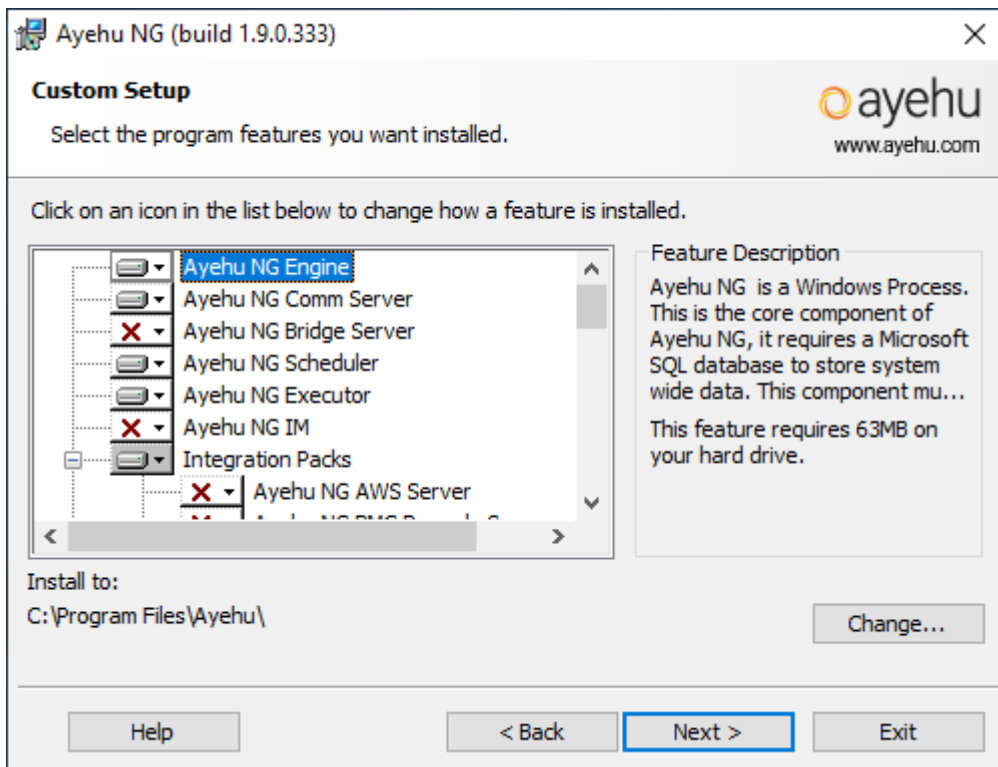 Ayehu NG (build 1.9.0.333)
Custom Setup
Select the program features you want installed.
ayehu
www.ayehu.com
Click on an icon in the list below to change how a feature is installed.
Ayehu NG Engine
Ayehu NG Comm Server
Ayehu NG Bridge Server
Ayehu NG Scheduler
Ayehu NG Executor
Ayehu NG IM
Integration Packs
Ayehu NG AWS Server
Feature Description
Ayehu NG  is a Windows Process.
This is the core component of
Ayehu NG, it requires a Microsoft
SQL database to store system
wide data. This component mu...
This feature requires 63MB on
your hard drive.
Install to:
C:\Program Files\Ayehu\
Change...
Help
< Back
Next >
Exit